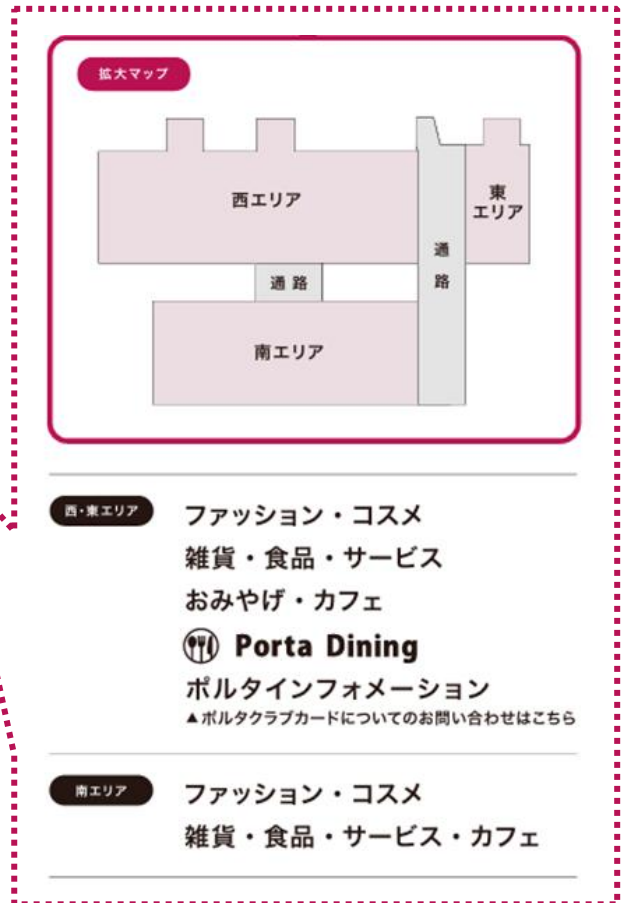 拡大マップ
西エリア
東
エリア
通
路
通路
南エリア
西・東エリア
ファッション・コスメ
雑貨・食品・サービス
おみやげ・カフェ
Porta Dining
ポルタインフォメーション
▲ポルタクラブカードについてのお問い合わせはこちら
南エリア
ファッション・コスメ
雑貨・食品・サービス・カフェ